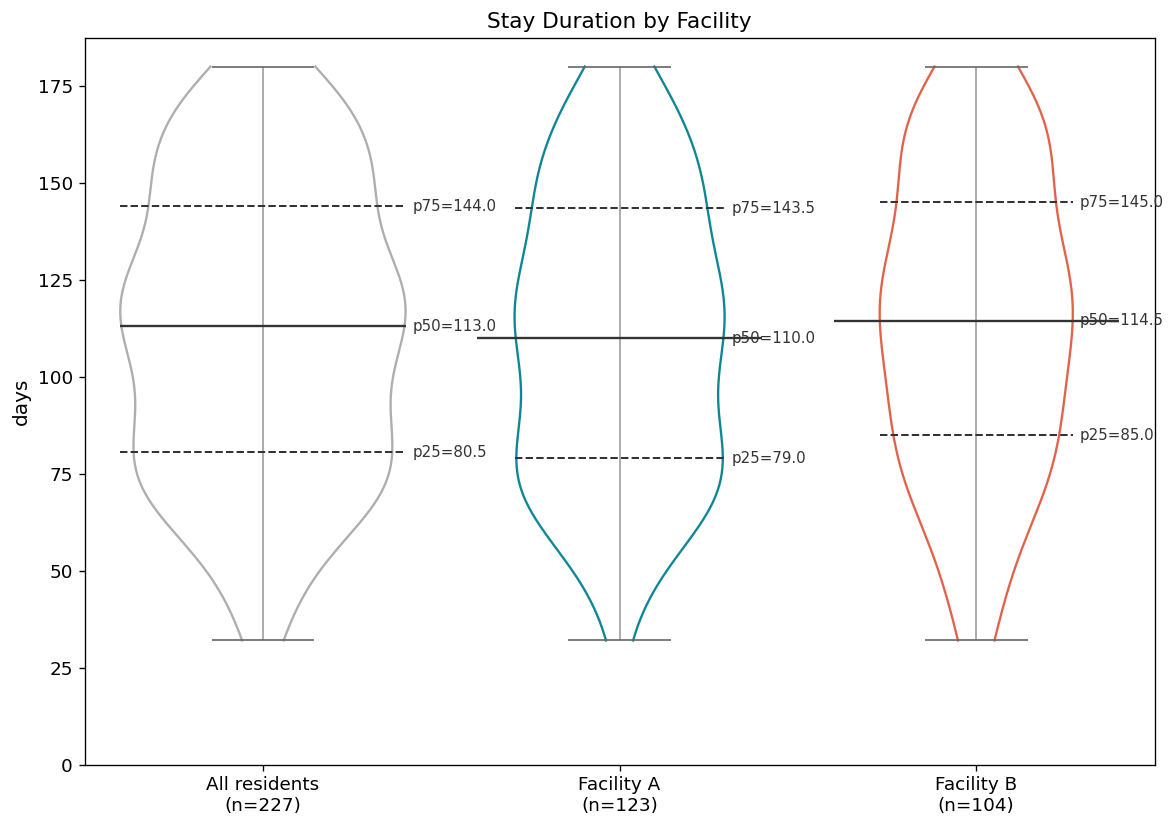 Stay Duration by Facility
days
175
150
125
100
75
50
25
0
p75=144.0
p50=113.0
p25=80.5
p75=143.5
p50=110.0
p25=79.0
p75=145.0
p50=114.5
p25=85.0
All residents
(n=227)
Facility A
(n=123)
Facility B
(n=104)